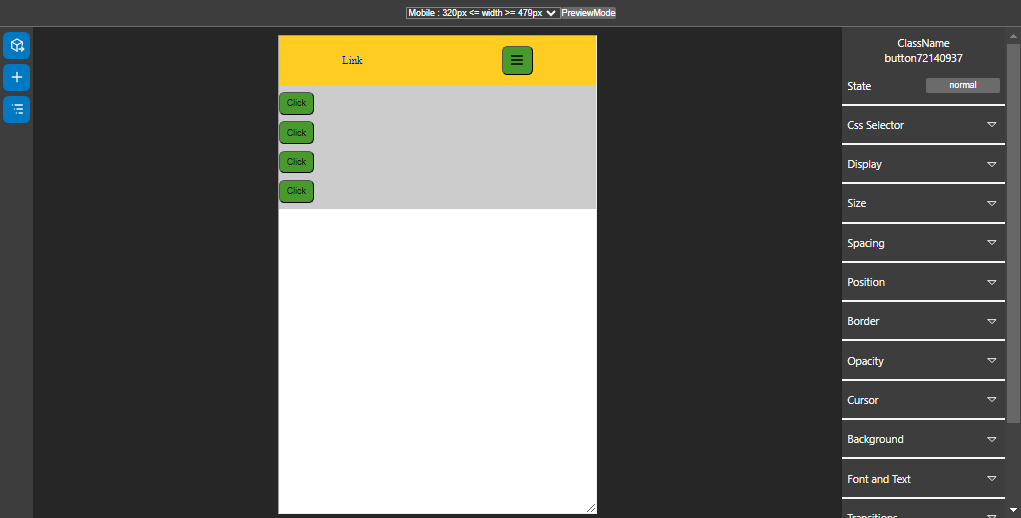 Mobile : 320px <= width >= 479px PreviewMode
ClassName
button72140937
State normal
Link
Click
Click
Click
Click
Css Selector
Display
Size
Spacing
Position
Border
Opacity
Cursor
Background
Font and Text
Transitions